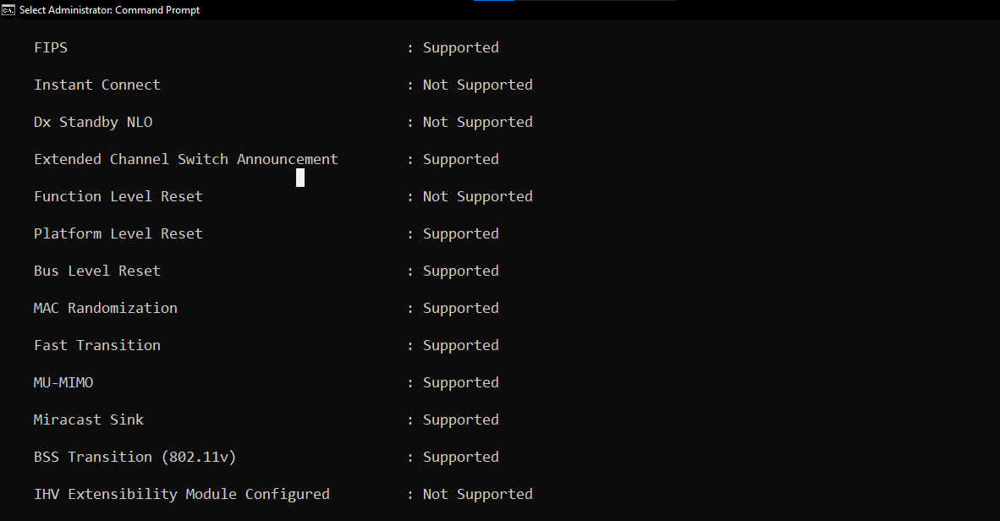 Select Administrator: Command Prompt
FIPS : Supported
Instant Connect : Not Supported
Dx Standby NLO : Not Supported
Extended Channel Switch Announcement : Supported
Function Level Reset : Not Supported
Platform Level Reset : Supported
Bus Level Reset : Supported
MAC Randomization : Supported
Fast Transition : Supported
MU-MIMO : Supported
Miracast Sink : Supported
BSS Transition (802.11v) : Supported
IHV Extensibility Module Configured : Not Supported